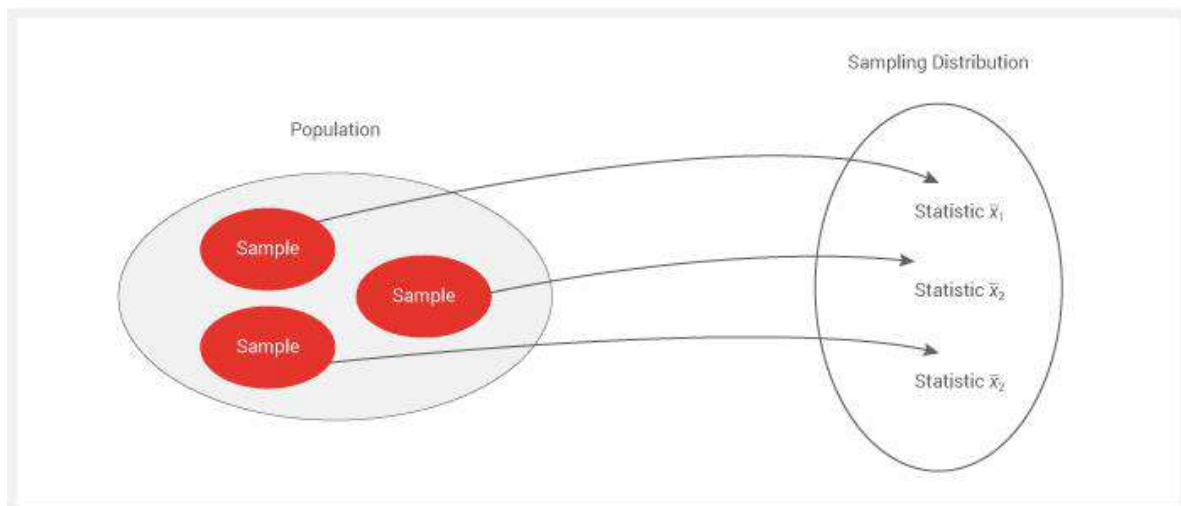 Sampling Distribution
Population
Statistic x̅₁
Sample
Sample
Statistic x̅₂
Sample
Statistic x̅₂